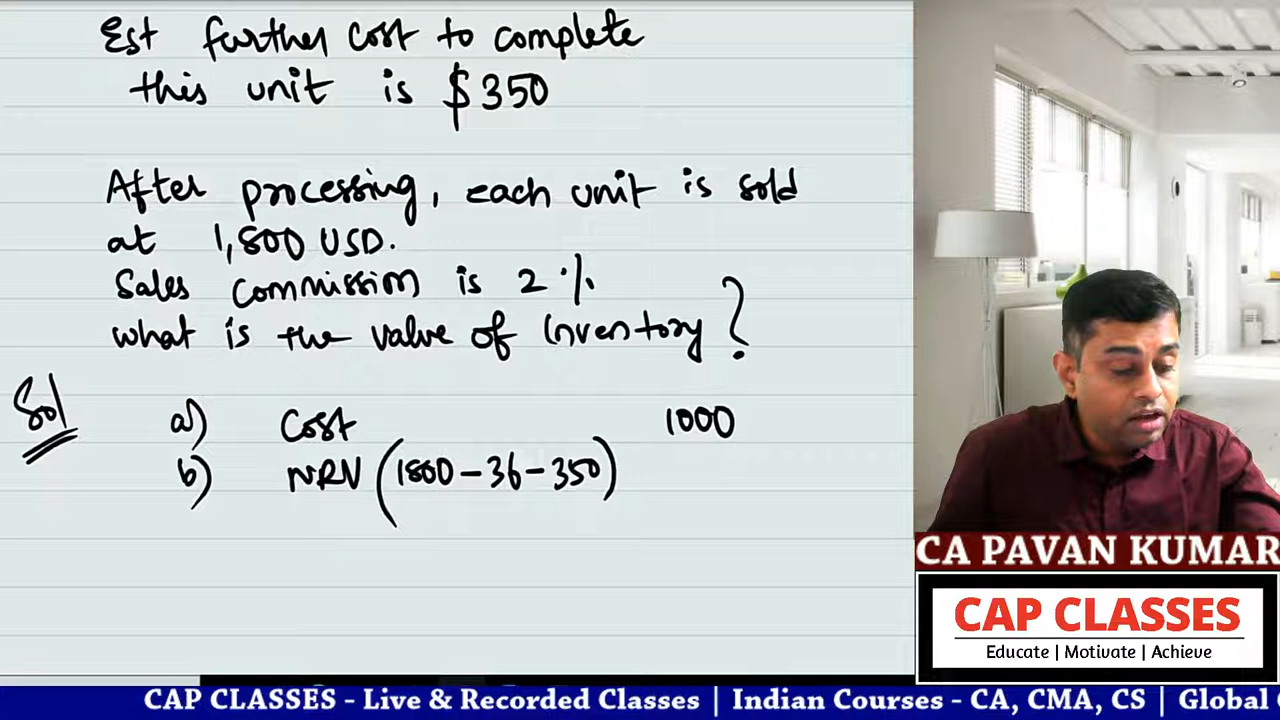 Est further cost to complete
this unit is $350
After processing, each unit is sold
at 1,800 USD.
Sales Commission is 2 %
what is the value of Inventory ?
Sol
a) Cost 1000
b) NRV (1800-36-350)
CA PAVAN KUMAR
CAP CLASSES
Educate | Motivate | Achieve
CAP CLASSES - Live & Recorded Classes | Indian Courses - CA, CMA, CS | Global